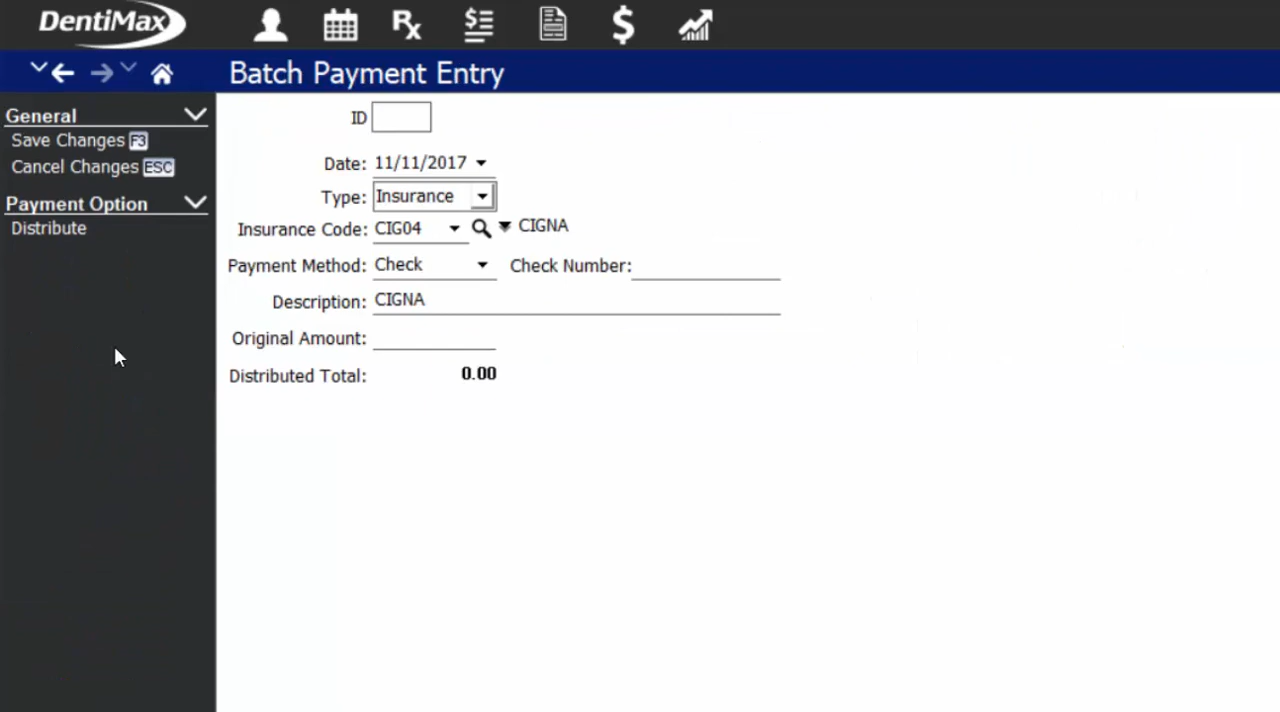 DentiMax
Batch Payment Entry
General
Save Changes F3
Cancel Changes ESC
Payment Option
Distribute
ID
Date: 11/11/2017
Type: Insurance
Insurance Code: CIG04 CIGNA
Payment Method: Check Check Number:
Description: CIGNA
Original Amount:
Distributed Total: 0.00